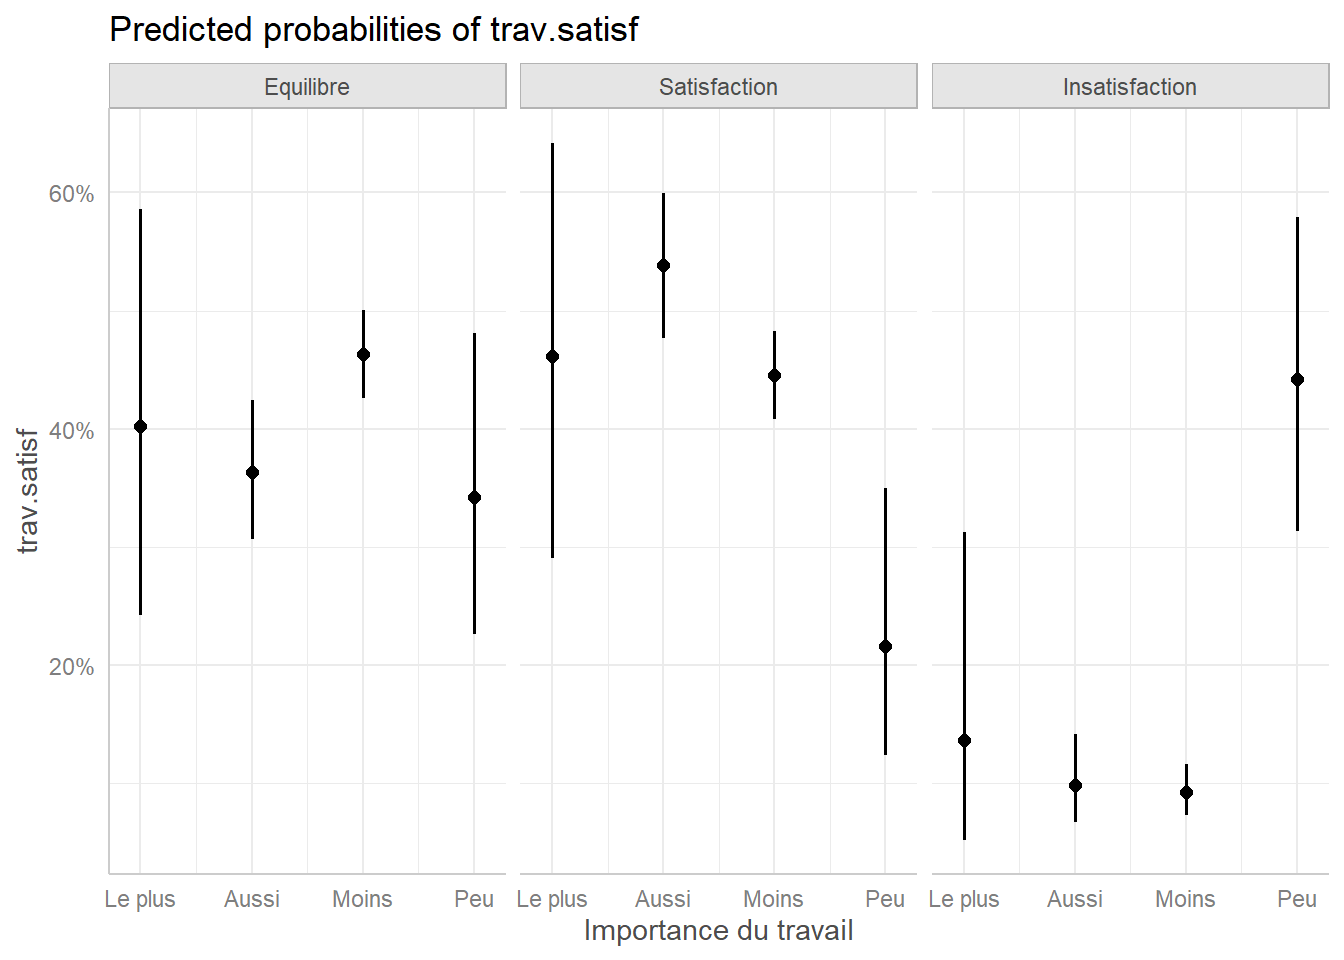 Predicted probabilities of trav.satisf
Equilibre
Satisfaction
Insatisfaction
60%
40%
20%
trav.satisf
Le plus Aussi Moins Peu
Le plus Aussi Moins Peu
Le plus Aussi Moins Peu
Importance du travail